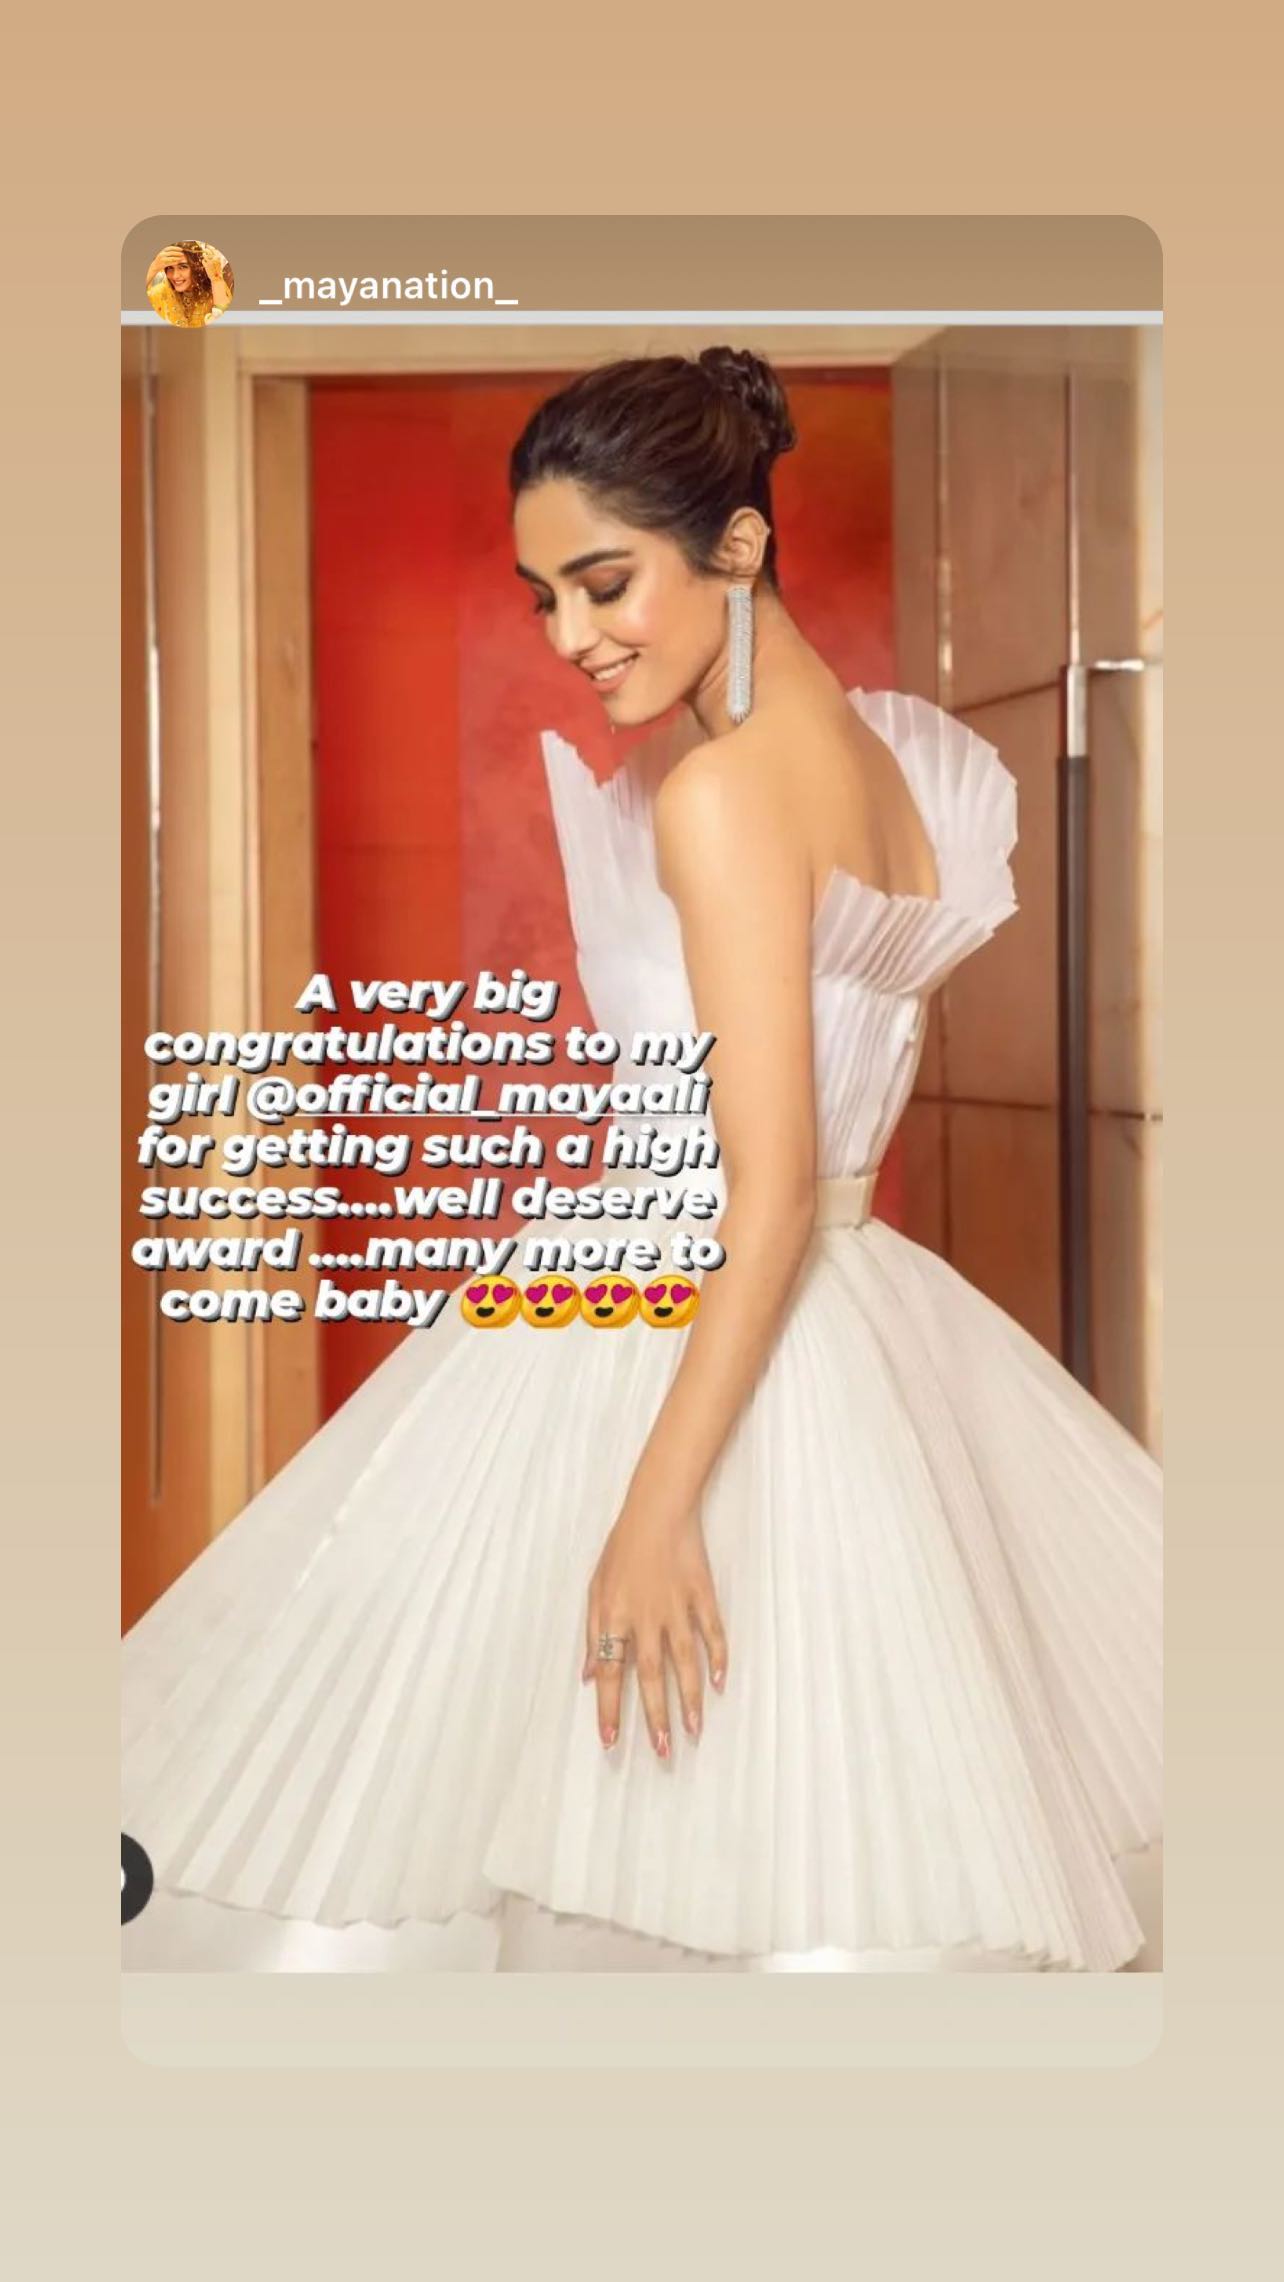 _mayanation_
A very big
congratulations to my
girl @official_mayaali
for getting such a high
success....well deserve
award ....many more to
come baby 😍😍😍😍